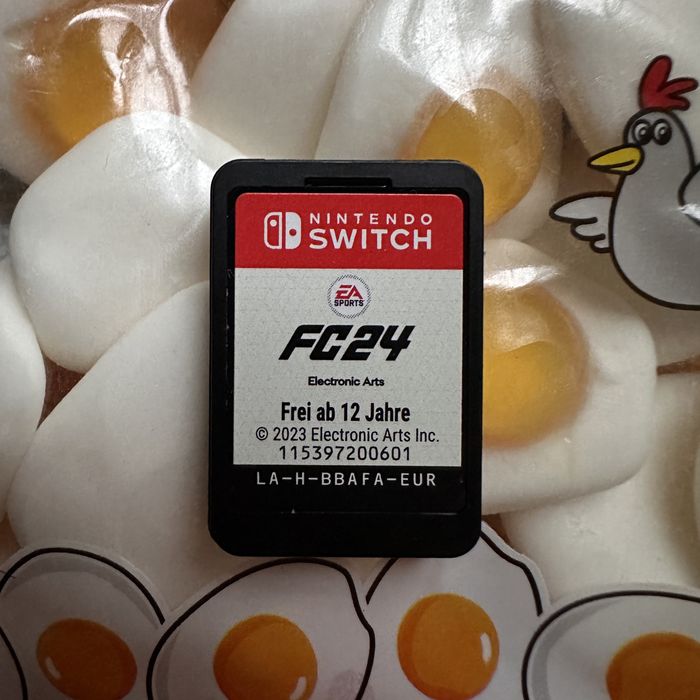 NINTENDO
SWITCH
EA
SPORTS
FC24
Electronic Arts
Frei ab 12 Jahre
© 2023 Electronic Arts Inc.
115397200601
LA-H-BBAFA-EUR